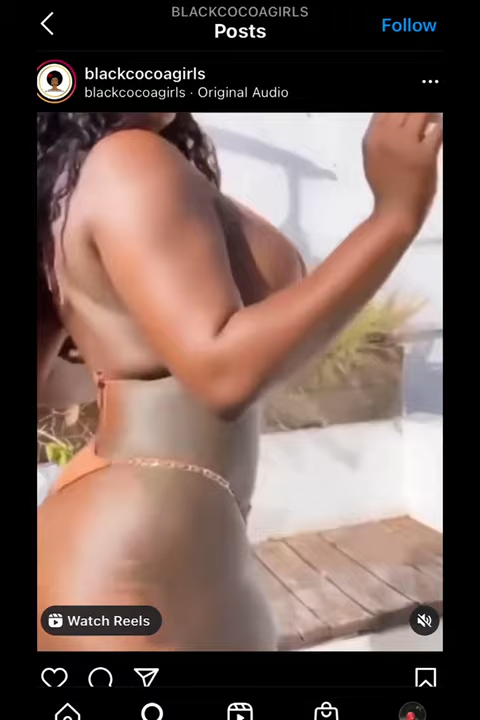 BLACKCOCOAGIRLS
Posts
Follow
blackcocoagirls
blackcocoagirls · Original Audio
Watch Reels